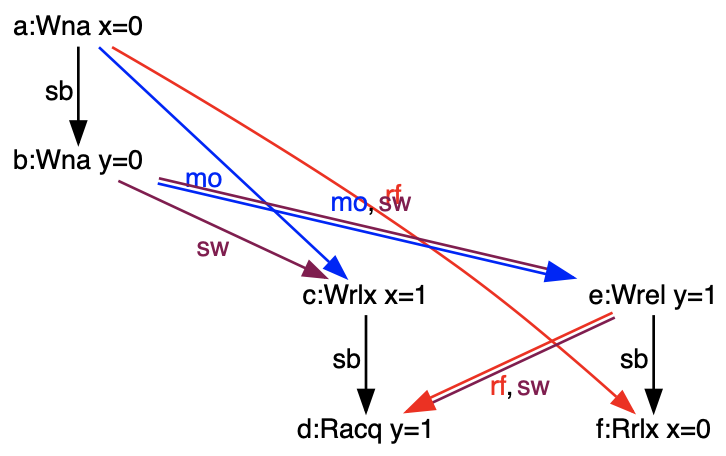 a:Wna x=0
sb
b:Wna y=0
mo
rf
mo, sw
sw
c:Wrlx x=1
e:Wrel y=1
sb
sb
rf, sw
d:Racq y=1
f:Rrlx x=0